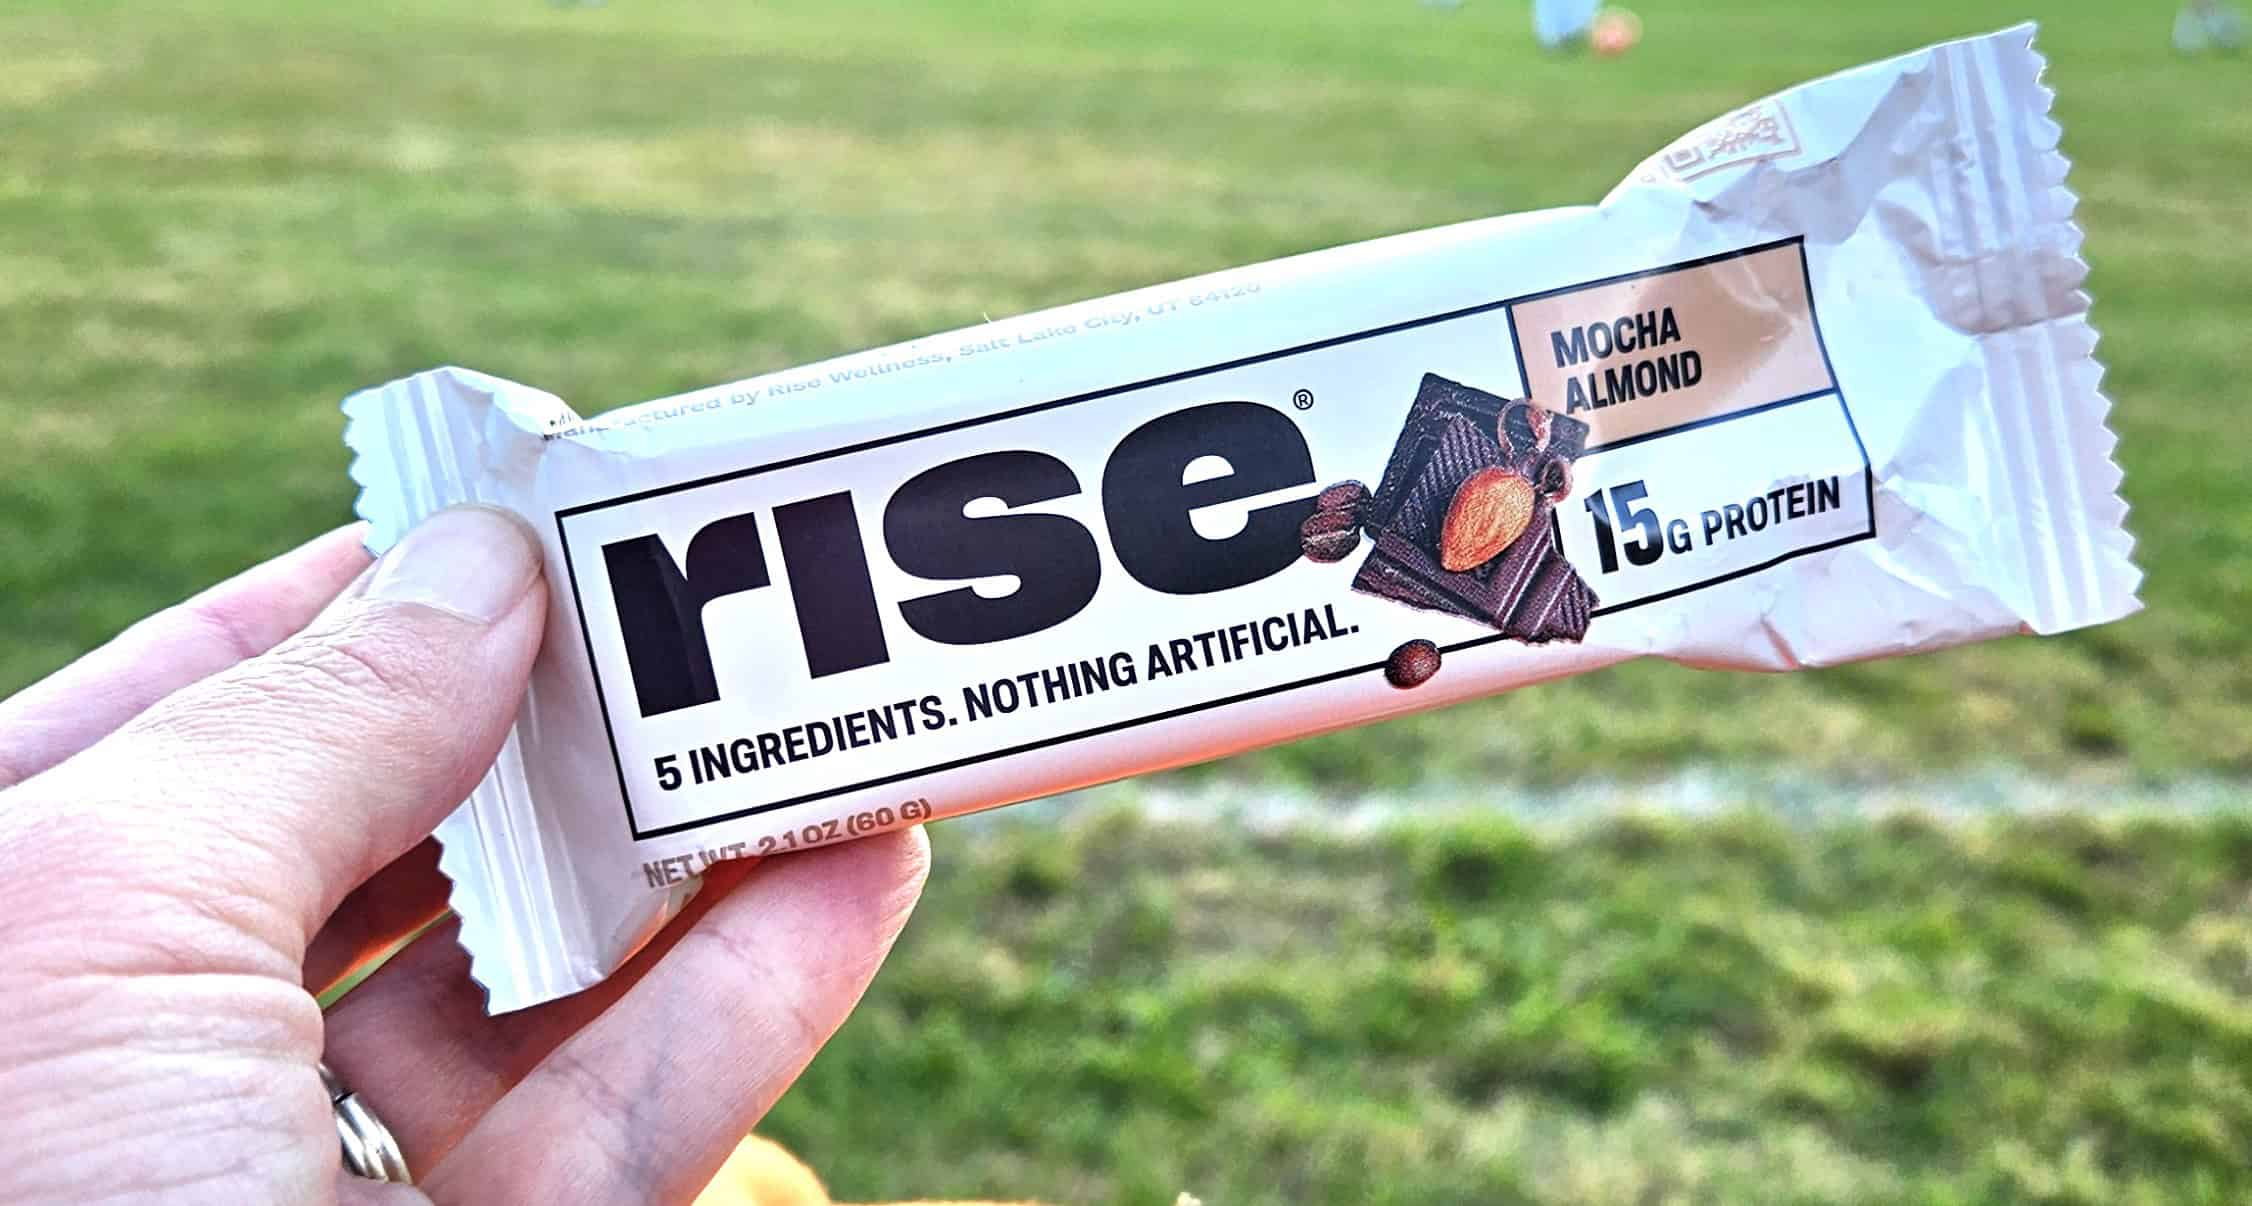 Manufactured by Rise Wellness, Salt Lake City, UT 84120
rise®
MOCHA
ALMOND
15G PROTEIN
5 INGREDIENTS. NOTHING ARTIFICIAL.
NET WT. 2.1 OZ (60 G)